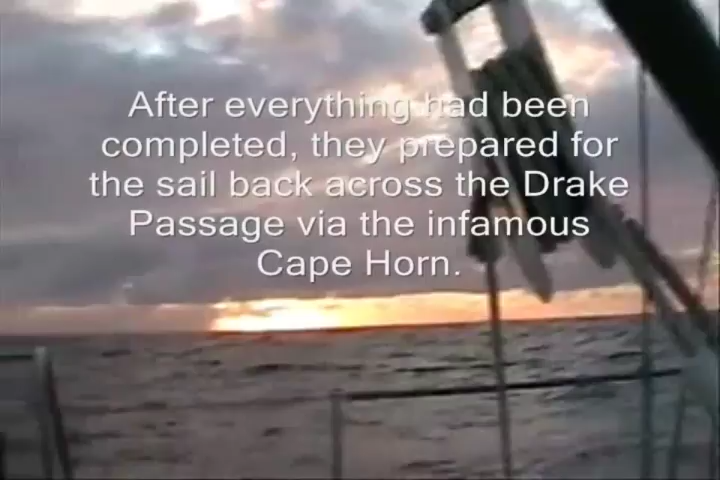 After everything had been
completed, they prepared for
the sail back across the Drake
Passage via the infamous
Cape Horn.